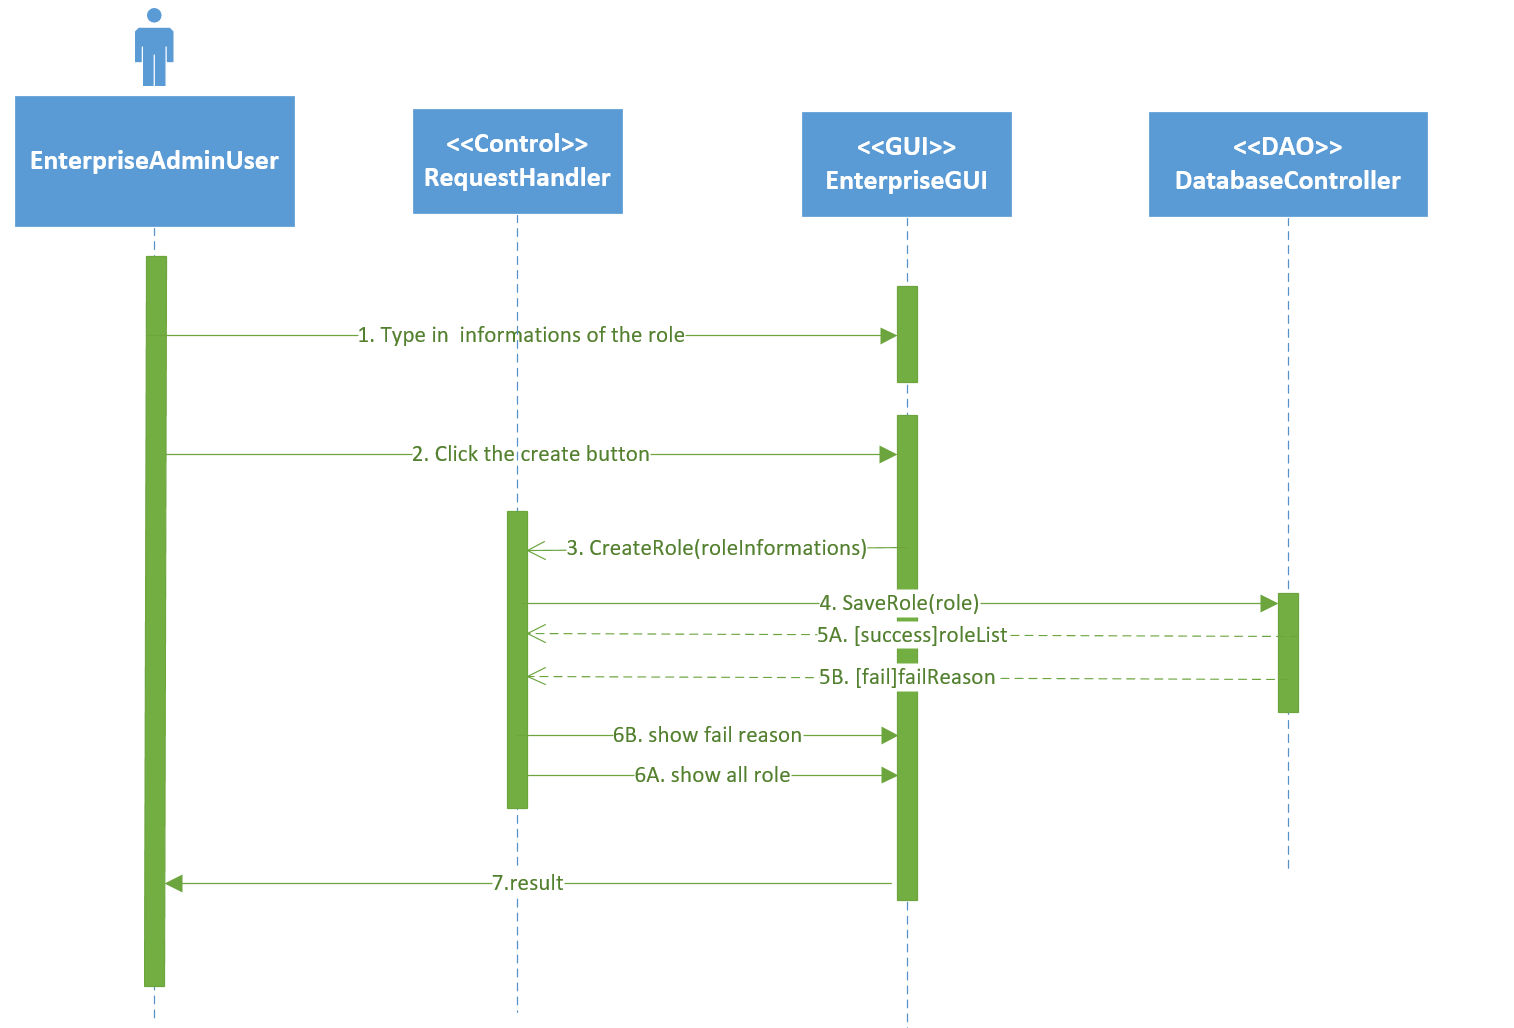 EnterpriseAdminUser
<<Control>>
RequestHandler
<<GUI>>
EnterpriseGUI
<<DAO>>
DatabaseController
1. Type in  informations of the role
2. Click the create button
3. CreateRole(roleInformations)
4. SaveRole(role)
5A. [success]roleList
5B. [fail]failReason
6B. show fail reason
6A. show all role
7.result